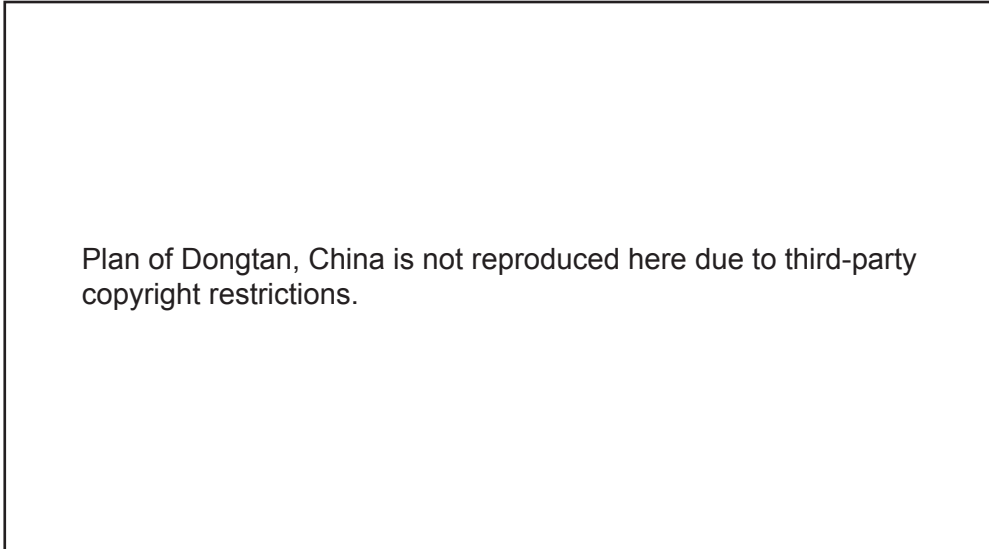 Plan of Dongtan, China is not reproduced here due to third-party
copyright restrictions.